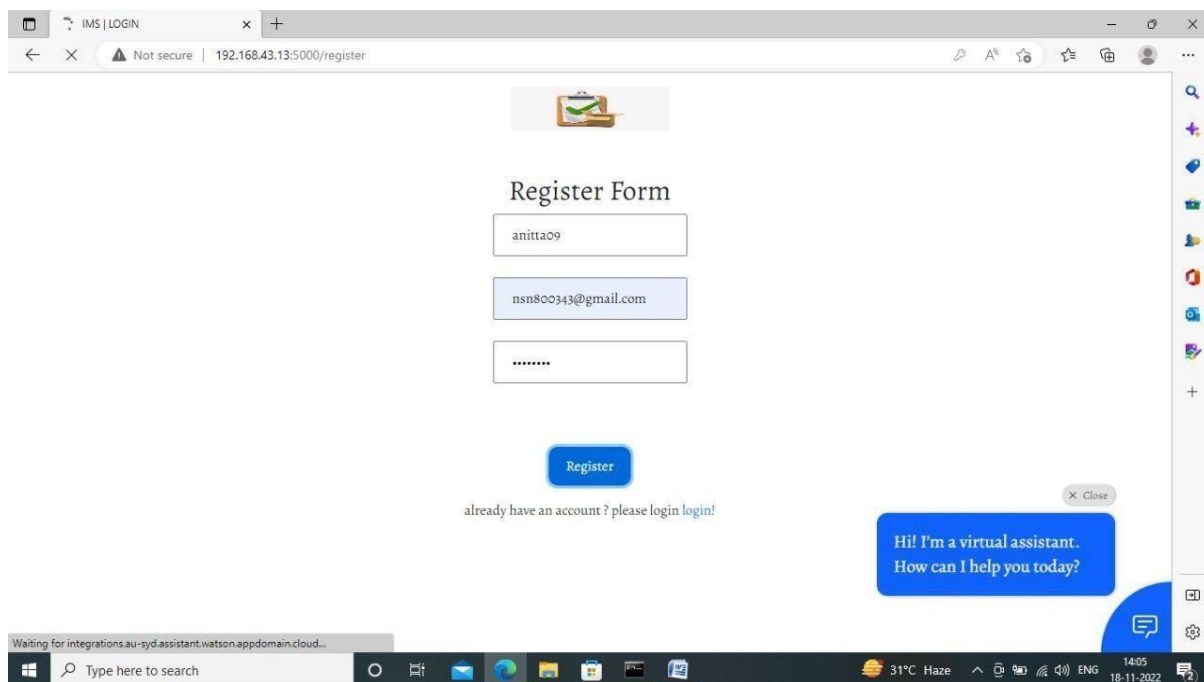 IMS | LOGIN
Not secure | 192.168.43.13:5000/register
Register Form
anitta09
nsn800343@gmail.com
••••••••
Register
already have an account ? please login login!
× Close
Hi! I'm a virtual assistant.
How can I help you today?
Waiting for integrations.au-syd.assistant.watson.appdomain.cloud...
Type here to search
31°C Haze
ENG
14:05
18-11-2022